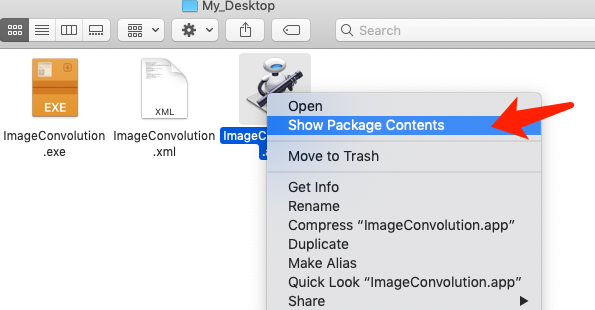 My_Desktop
Search
EXE
XML
ImageConvolution
.exe
ImageConvolution
.xml
ImageC
.a
Open
Show Package Contents
Move to Trash
Get Info
Rename
Compress “ImageConvolution.app”
Duplicate
Make Alias
Quick Look “ImageConvolution.app”
Share